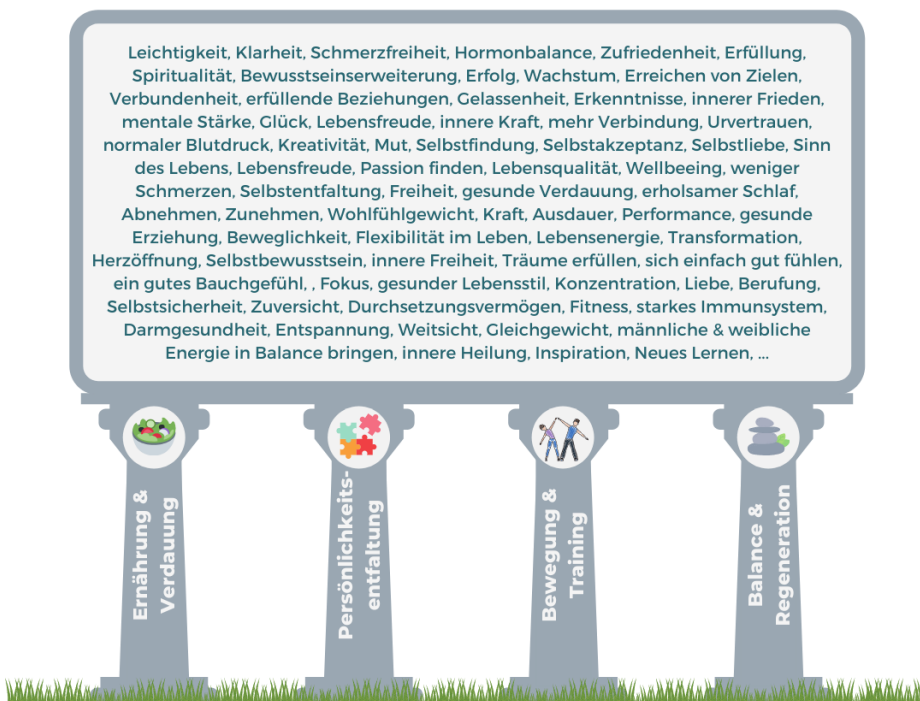 Leichtigkeit, Klarheit, Schmerzfreiheit, Hormonbalance, Zufriedenheit, Erfüllung,
Spiritualität, Bewusstseinserweiterung, Erfolg, Wachstum, Erreichen von Zielen,
Verbundenheit, erfüllende Beziehungen, Gelassenheit, Erkenntnisse, innerer Frieden,
mentale Stärke, Glück, Lebensfreude, innere Kraft, mehr Verbindung, Urvertrauen,
normaler Blutdruck, Kreativität, Mut, Selbstfindung, Selbstakzeptanz, Selbstliebe, Sinn
des Lebens, Lebensfreude, Passion finden, Lebensqualität, Wellbeeing, weniger
Schmerzen, Selbstentfaltung, Freiheit, gesunde Verdauung, erholsamer Schlaf,
Abnehmen, Zunehmen, Wohlfühlgewicht, Kraft, Ausdauer, Performance, gesunde
Erziehung, Beweglichkeit, Flexibilität im Leben, Lebensenergie, Transformation,
Herzöffnung, Selbstbewusstsein, innere Freiheit, Träume erfüllen, sich einfach gut fühlen,
ein gutes Bauchgefühl, , Fokus, gesunder Lebensstil, Konzentration, Liebe, Berufung,
Selbstsicherheit, Zuversicht, Durchsetzungsvermögen, Fitness, starkes Immunsystem,
Darmgesundheit, Entspannung, Weitsicht, Gleichgewicht, männliche & weibliche
Energie in Balance bringen, innere Heilung, Inspiration, Neues Lernen, ...
Ernährung &
Verdauung
Persönlichkeits-
entfaltung
Bewegung &
Training
Balance &
Regeneration